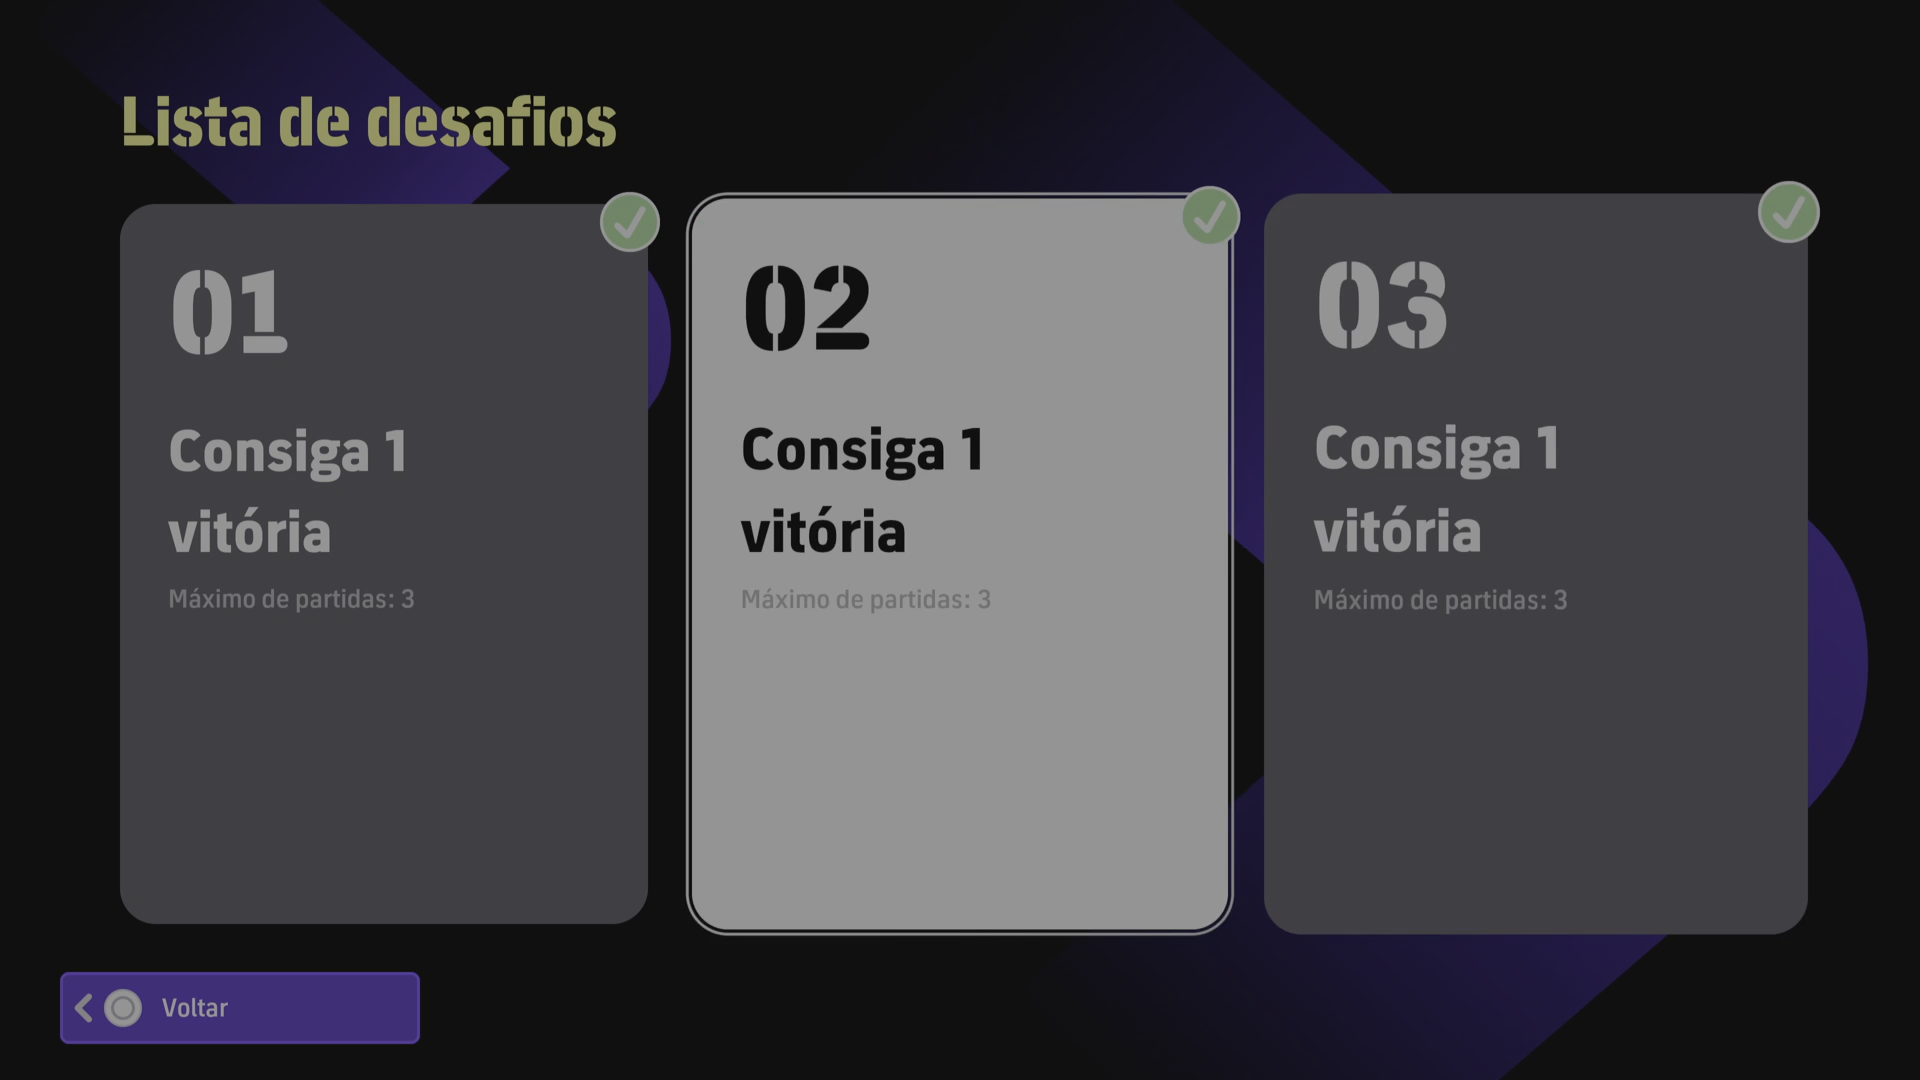 Lista de desafios
01
Consiga 1
vitória
Máximo de partidas: 3
02
Consiga 1
vitória
Máximo de partidas: 3
03
Consiga 1
vitória
Máximo de partidas: 3
Voltar